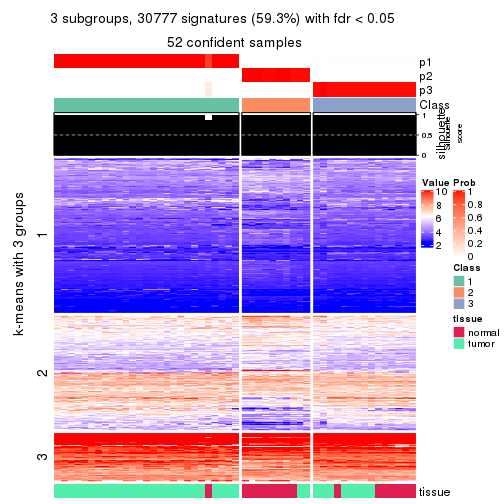 3 subgroups, 30777 signatures (59.3%) with fdr < 0.05
52 confident samples
p1
p2
p3
Class
1
0.5
0
silhouette
Silhouette
score
k-means with 3 groups
1
2
3
Value
10
8
6
4
2
Prob
1
0.8
0.6
0.4
0.2
0
Class
1
2
3
tissue
normal
tumor
tissue